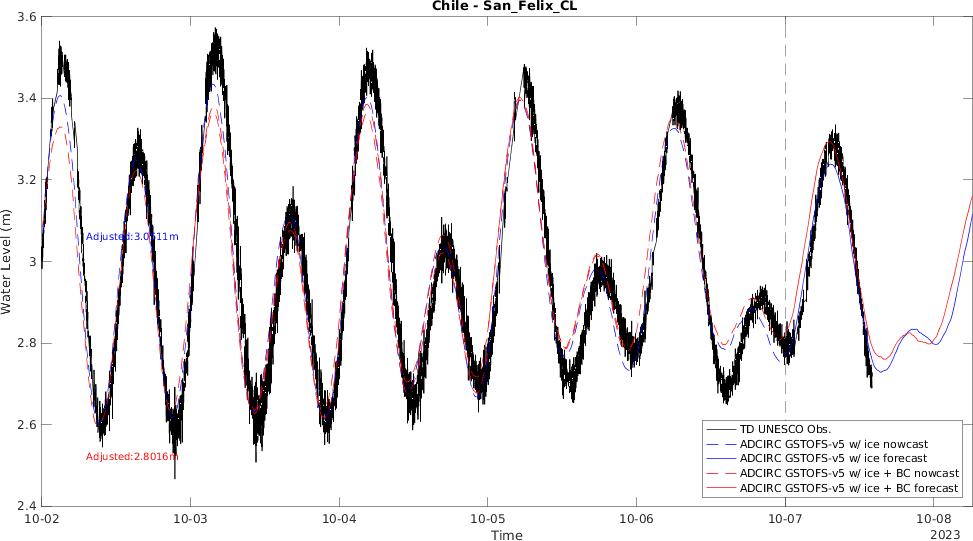 Chile - San_Felix_CL
3.6
3.4
3.2
3
2.8
2.6
2.4
Water Level (m)
Adjusted:3.0611m
Adjusted:2.8016m
TD UNESCO Obs.
ADCIRC GSTOFS-v5 w/ ice nowcast
ADCIRC GSTOFS-v5 w/ ice forecast
ADCIRC GSTOFS-v5 w/ ice + BC nowcast
ADCIRC GSTOFS-v5 w/ ice + BC forecast
10-02 10-03 10-04 10-05 10-06 10-07 10-08
Time
2023